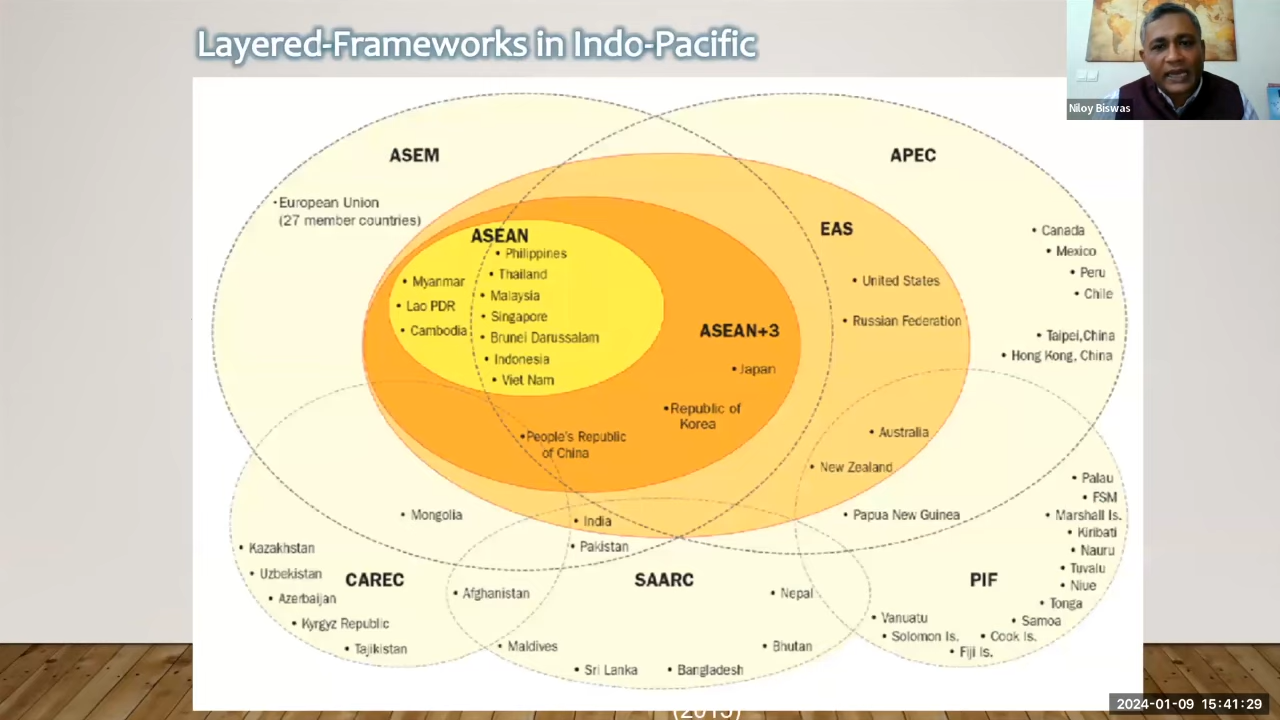 Layered-Frameworks in Indo-Pacific
Niloy Biswas
ASEM
APEC
•European Union
(27 member countries)
EAS
ASEAN
• Philippines
• Thailand
• Malaysia
• Singapore
• Brunei Darussalam
• Indonesia
• Viet Nam
• Myanmar
• Lao PDR
• Cambodia
ASEAN+3
•Japan
•Republic of
Korea
•People's Republic
of China
• United States
• Russian Federation
• Australia
• New Zealand
• Canada
• Mexico
• Peru
• Chile
• Taipei,China
• Hong Kong, China
• Papua New Guinea
• Mongolia
• India
• Pakistan
• Kazakhstan
• Uzbekistan
• Azerbaijan
• Kyrgyz Republic
• Tajikistan
CAREC
• Afghanistan
SAARC
• Nepal
• Maldives
• Bhutan
• Sri Lanka
• Bangladesh
PIF
• Palau
• FSM
• Marshall Is.
• Kiribati
• Nauru
• Tuvalu
• Niue
• Tonga
• Samoa
• Cook Is.
• Vanuatu
• Solomon Is.
• Fiji Is.
(2015)
2024-01-09 15:41:29